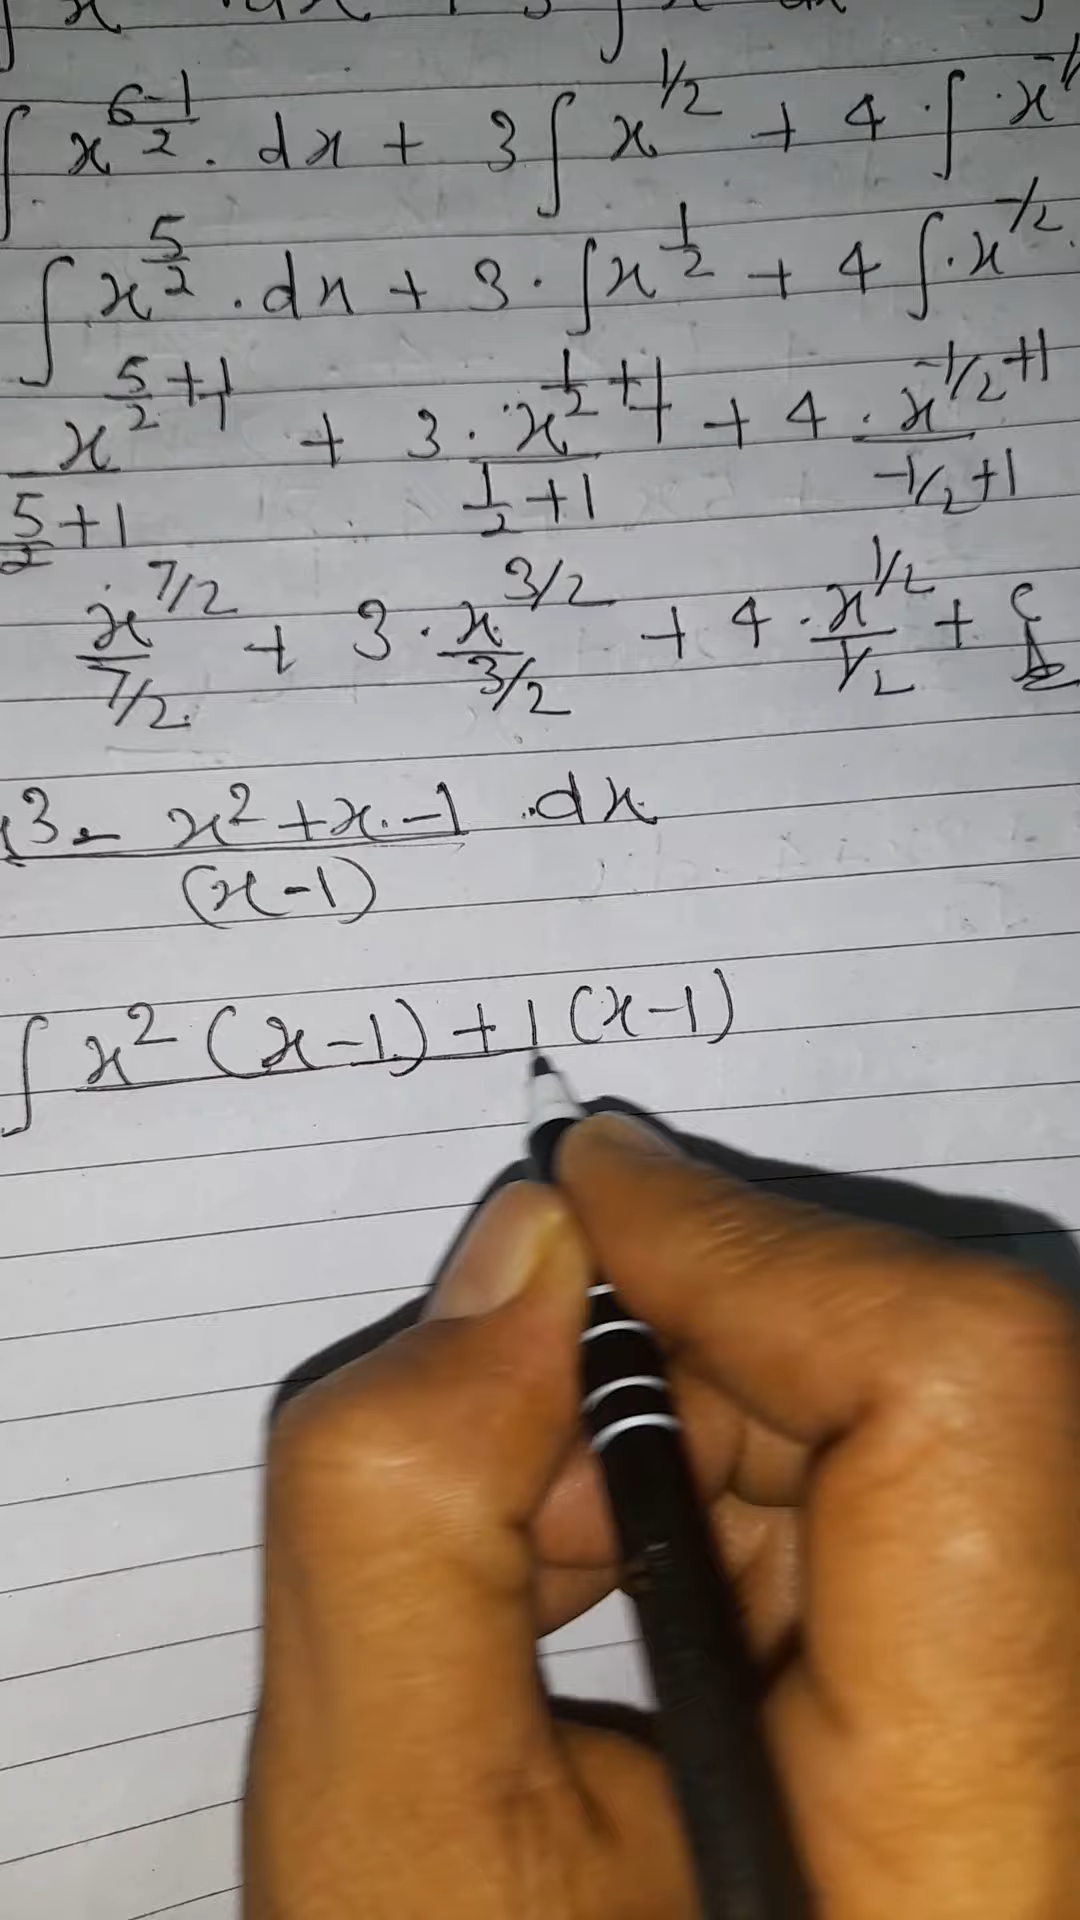 ∫ x^(6-1)/2 . dx + 3 ∫ x^1/2 + 4 . ∫ . x
∫ x^5/2 . dx + 3 . ∫ x^1/2 + 4 ∫ . x^-1/2
x^(5/2+1) / (5/2+1) + 3 . x^(1/2+1) / (1/2+1) + 4 . x^(-1/2+1) / (-1/2+1)
x^7/2 / 7/2 + 3 . x^3/2 / 3/2 + 4 . x^1/2 / 1/2 + c
3 - x² + x - 1 / (x-1) . dx
∫ x² (x-1) + 1 (x-1)